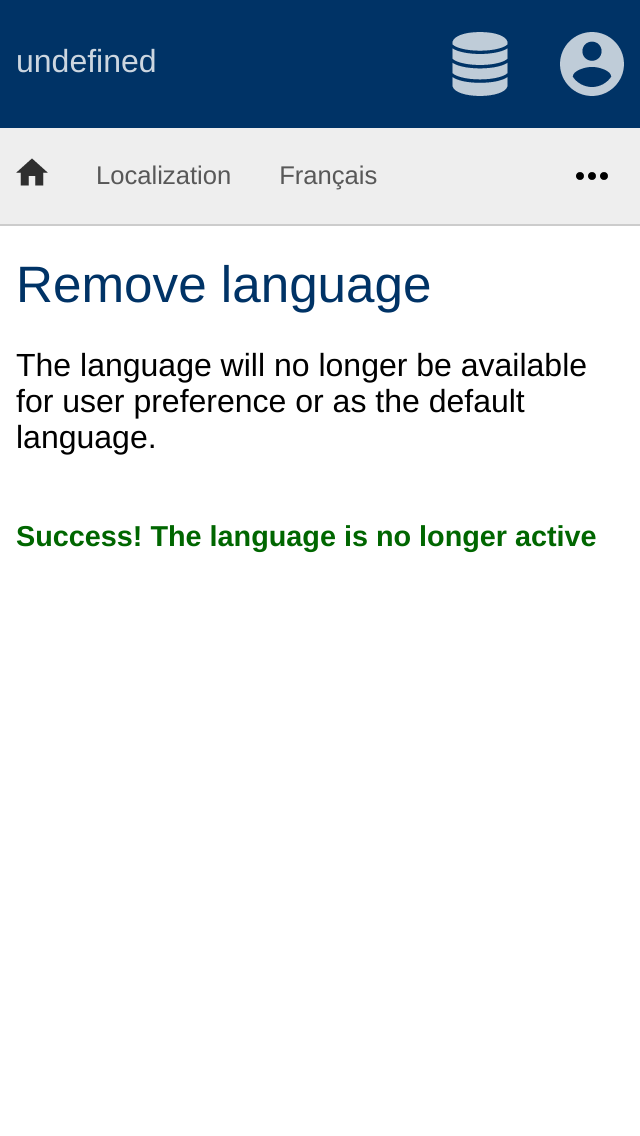 undefined
Localization Français
Remove language
The language will no longer be available
for user preference or as the default
language.
Success! The language is no longer active